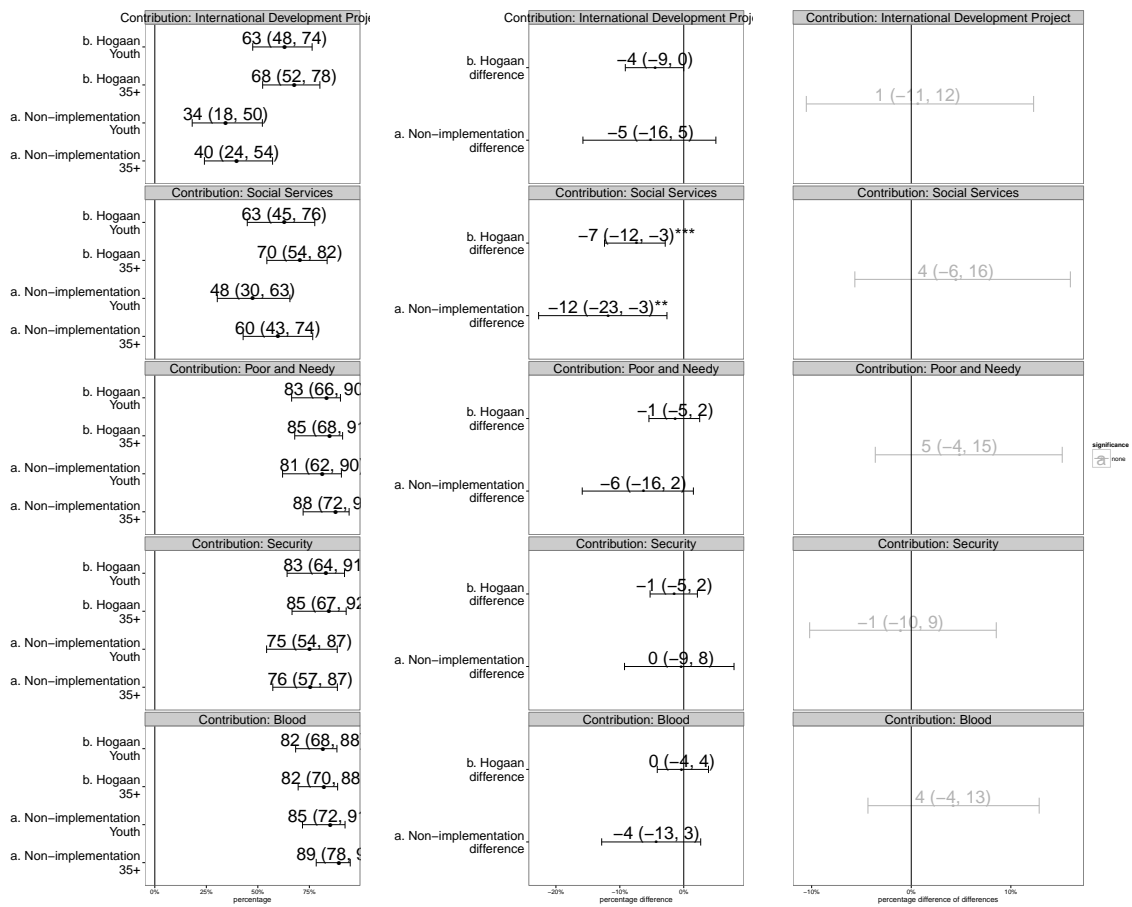 Contribution: International Development Proje
b. Hogaan
Youth
63 (48, 74)
b. Hogaan
35+
68 (52, 78)
a. Non−implementation
Youth
34 (18, 50)
a. Non−implementation
35+
40 (24, 54)
Contribution: Social Services
b. Hogaan
Youth
63 (45, 76)
b. Hogaan
35+
70 (54, 82)
a. Non−implementation
Youth
48 (30, 63)
a. Non−implementation
35+
60 (43, 74)
Contribution: Poor and Needy
b. Hogaan
Youth
83 (66, 90
b. Hogaan
35+
85 (68, 91
a. Non−implementation
Youth
81 (62, 90)
a. Non−implementation
35+
88 (72, 9
Contribution: Security
b. Hogaan
Youth
83 (64, 91
b. Hogaan
35+
85 (67, 92
a. Non−implementation
Youth
75 (54, 87)
a. Non−implementation
35+
76 (57, 87)
Contribution: Blood
b. Hogaan
Youth
82 (68, 88
b. Hogaan
35+
82 (70, 88
a. Non−implementation
Youth
85 (72, 91
a. Non−implementation
35+
89 (78, 9
0% 25% 50% 75%
percentage
Contribution: International Development Proj
b. Hogaan
difference
−4 (−9, 0)
a. Non−implementation
difference
−5 (−16, 5)
Contribution: Social Services
b. Hogaan
difference
−7 (−12, −3)***
a. Non−implementation
difference
−12 (−23, −3)**
Contribution: Poor and Needy
b. Hogaan
difference
−1 (−5, 2)
a. Non−implementation
difference
−6 (−16, 2)
Contribution: Security
b. Hogaan
difference
−1 (−5, 2)
a. Non−implementation
difference
0 (−9, 8)
Contribution: Blood
b. Hogaan
difference
0 (−4, 4)
a. Non−implementation
difference
−4 (−13, 3)
−20% −10% 0%
percentage difference
Contribution: International Development Project
1 (−11, 12)
Contribution: Social Services
4 (−6, 16)
Contribution: Poor and Needy
5 (−4, 15)
Contribution: Security
−1 (−10, 9)
Contribution: Blood
4 (−4, 13)
−10% 0% 10%
percentage difference of differences
significance
a none